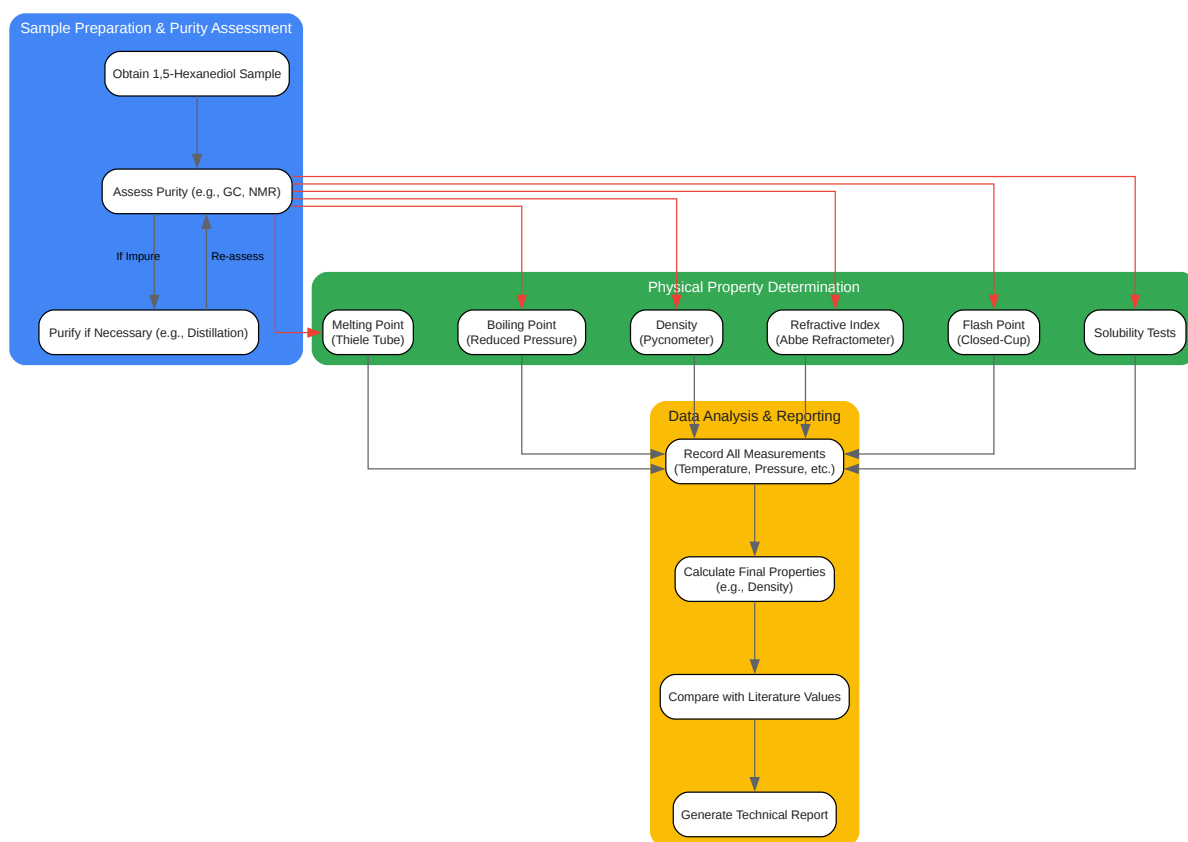 Sample Preparation & Purity Assessment
Obtain 1,5-Hexanediol Sample
Assess Purity (e.g., GC, NMR)
If Impure
Re-assess
Purify if Necessary (e.g., Distillation)
Physical Property Determination
Melting Point
(Thiele Tube)
Boiling Point
(Reduced Pressure)
Density
(Pycnometer)
Refractive Index
(Abbe Refractometer)
Flash Point
(Closed-Cup)
Solubility Tests
Data Analysis & Reporting
Record All Measurements
(Temperature, Pressure, etc.)
Calculate Final Properties
(e.g., Density)
Compare with Literature Values
Generate Technical Report